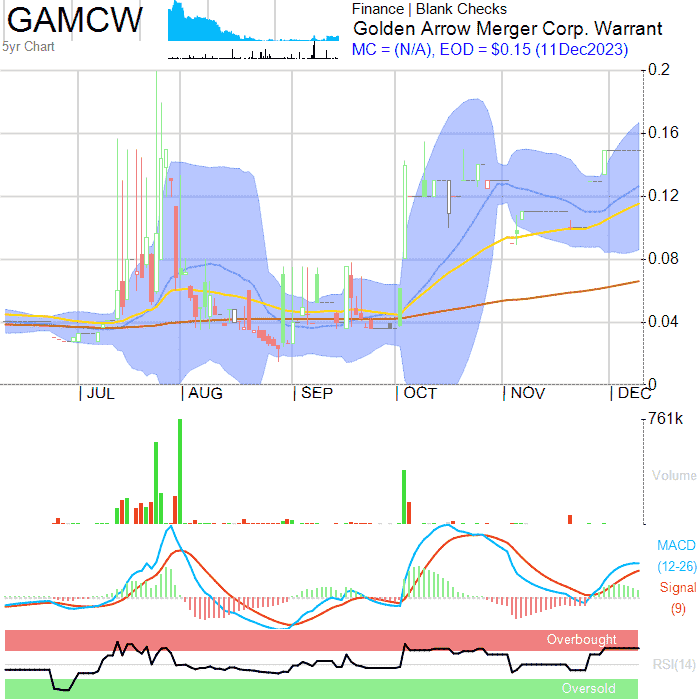 GAMCW
5yr Chart
Finance | Blank Checks
Golden Arrow Merger Corp. Warrant
MC = (N/A), EOD = $0.15 (11Dec2023)
0.2
0.16
0.12
0.08
0.04
0
| JUL | AUG | SEP | OCT | NOV | DEC
761k
Volume
MACD
(12-26)
Signal
(9)
Overbought
RSI(14)
Oversold